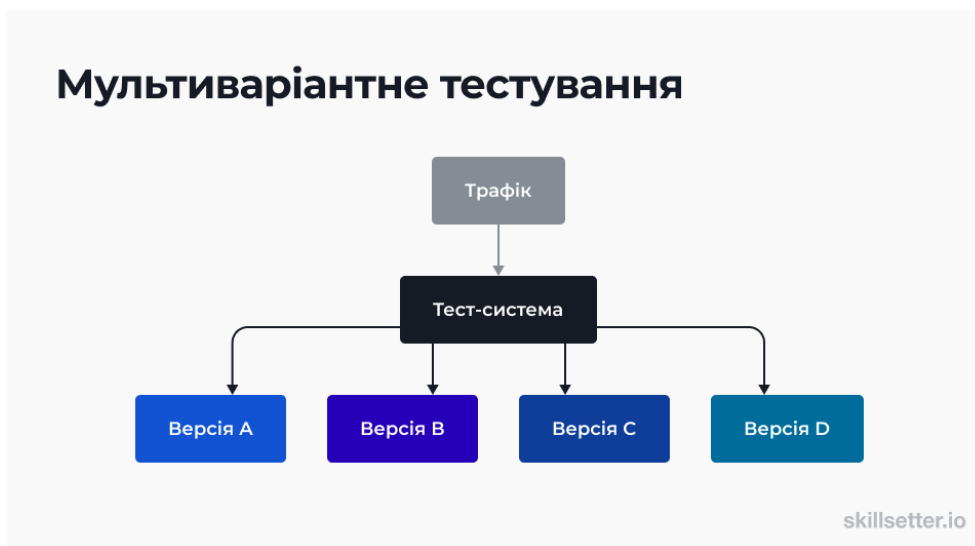 Мультиваріантне тестування
Трафік
Тест-система
Версія A
Версія B
Версія C
Версія D
skillsetter.io